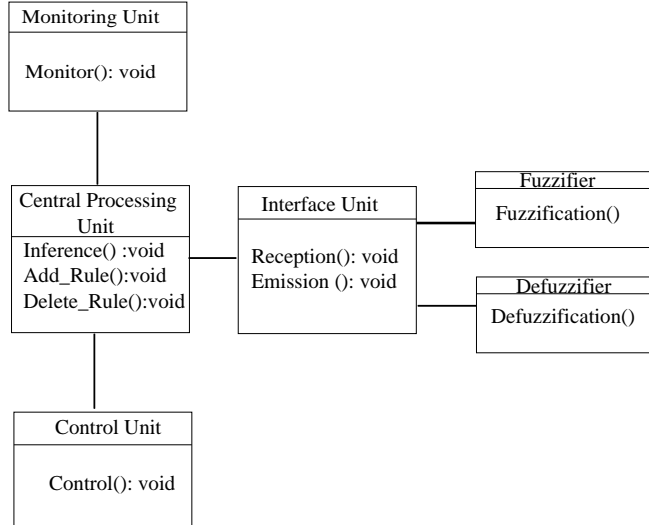 Monitoring Unit
Monitor(): void
Central Processing
Unit
Inference() :void
Add_Rule():void
Delete_Rule():void
Interface Unit
Reception(): void
Emission (): void
Fuzzifier
Fuzzification()
Defuzzifier
Defuzzification()
Control Unit
Control(): void